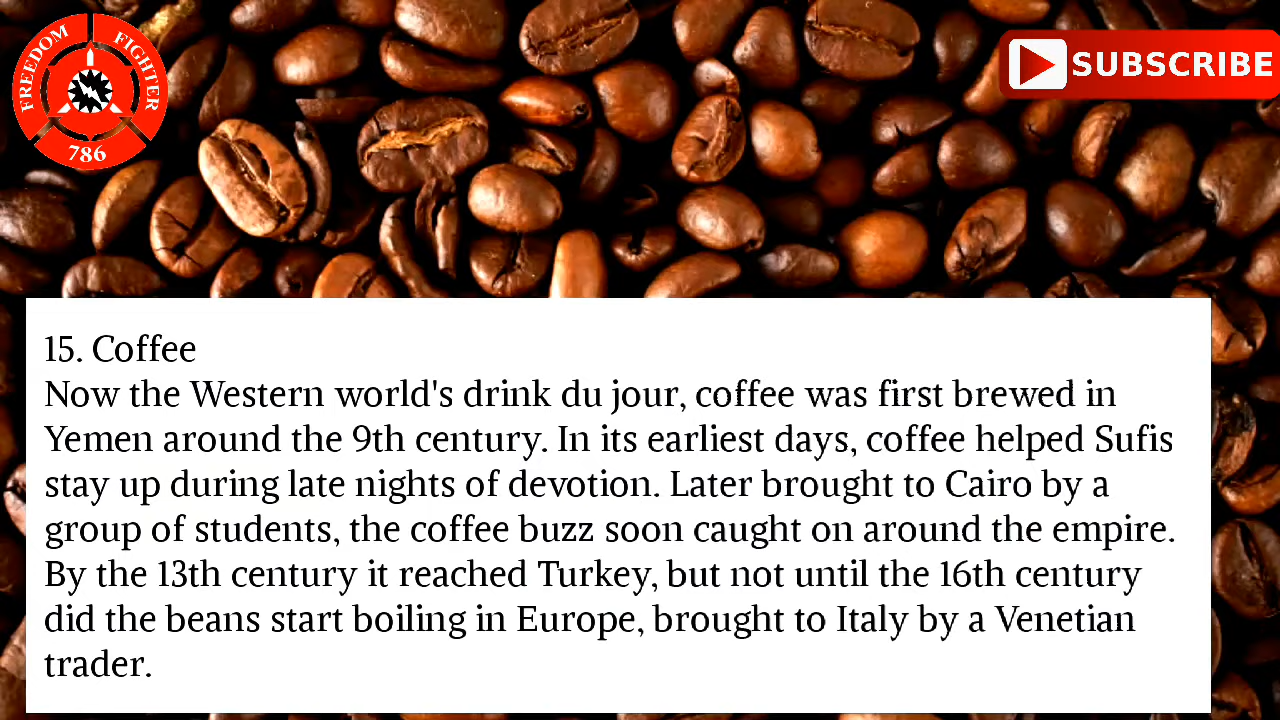 FREEDOM FIGHTER
786
SUBSCRIBE
15. Coffee
Now the Western world's drink du jour, coffee was first brewed in
Yemen around the 9th century. In its earliest days, coffee helped Sufis
stay up during late nights of devotion. Later brought to Cairo by a
group of students, the coffee buzz soon caught on around the empire.
By the 13th century it reached Turkey, but not until the 16th century
did the beans start boiling in Europe, brought to Italy by a Venetian
trader.